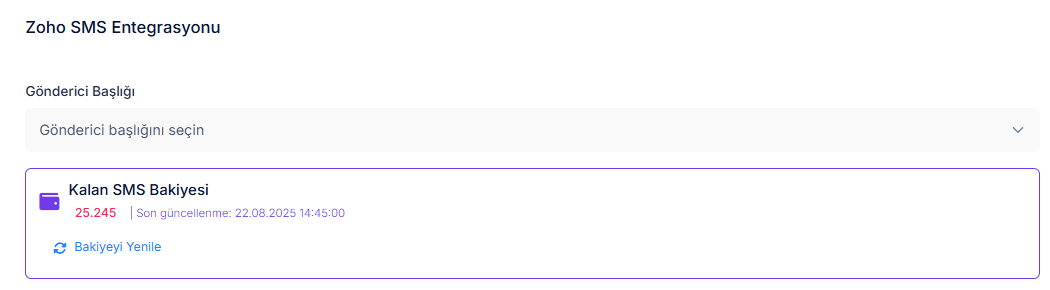 Zoho SMS Entegrasyonu
Gönderici Başlığı
Gönderici başlığını seçin
Kalan SMS Bakiyesi
25.245 | Son güncellenme: 22.08.2025 14:45:00
Bakiyeyi Yenile